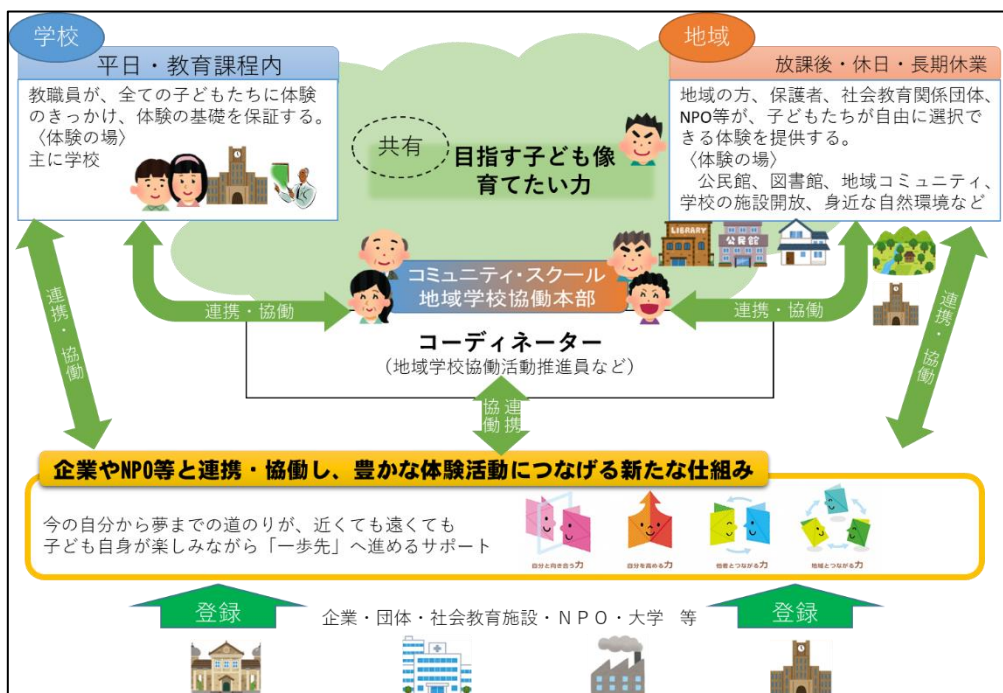 学校
平日・教育課程内
教職員が、全ての子どもたちに体験
のきっかけ、体験の基礎を保証する。
〈体験の場〉
主に学校
地域
放課後・休日・長期休業
地域の方、保護者、社会教育関係団体、
NPO等が、子どもたちが自由に選択で
きる体験を提供する。
〈体験の場〉
公民館、図書館、地域コミュニティ、
学校の施設開放、身近な自然環境など
共有
目指す子ども像
育てたい力
LIBRARY
公民館
コミュニティ・スクール
地域学校協働本部
連携・協働
連携・協働
連携・協働
連携・協働
コーディネーター
（地域学校協働活動推進員など）
連携
協働
企業やNPO等と連携・協働し、豊かな体験活動につなげる新たな仕組み
今の自分から夢までの道のりが、近くても遠くても
子ども自身が楽しみながら「一歩先」へ進めるサポート
自分と向き合う力
自分を高める力
他者とつながる力
地域とつながる力
登録
企業・団体・社会教育施設・ＮＰＯ・大学　等
登録